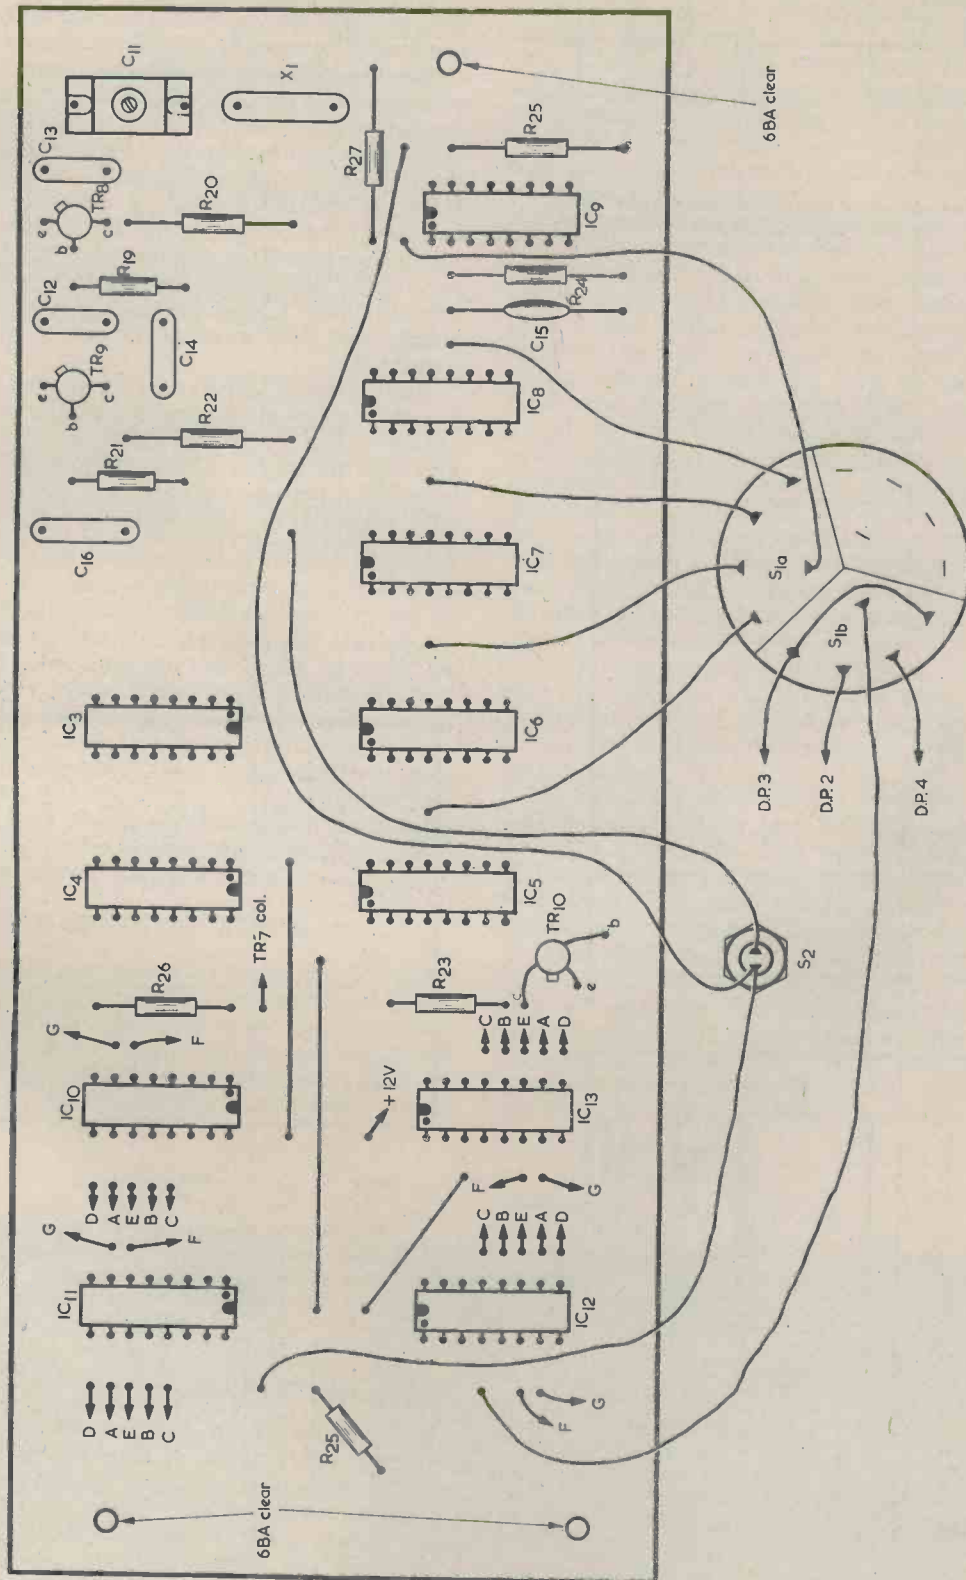 C11
X1
C13
TR8
e
b
c
R20
R19
C12
TR9
e
b
c
C14
R22
R21
C16
R27
R25
IC9
R24
C15
IC8
IC7
IC6
IC5
IC3
IC4
TR7 col.
R26
G
F
IC10
D
A
E
B
C
G
F
IC11
D
A
E
B
C
R25
6BA clear
6BA clear
TR10
b
e
c
R23
C
B
E
A
D
+12V
IC13
F
G
C
B
E
A
D
IC12
F
G
S1a
S1b
D.P.3
D.P.2
D.P.4
S2